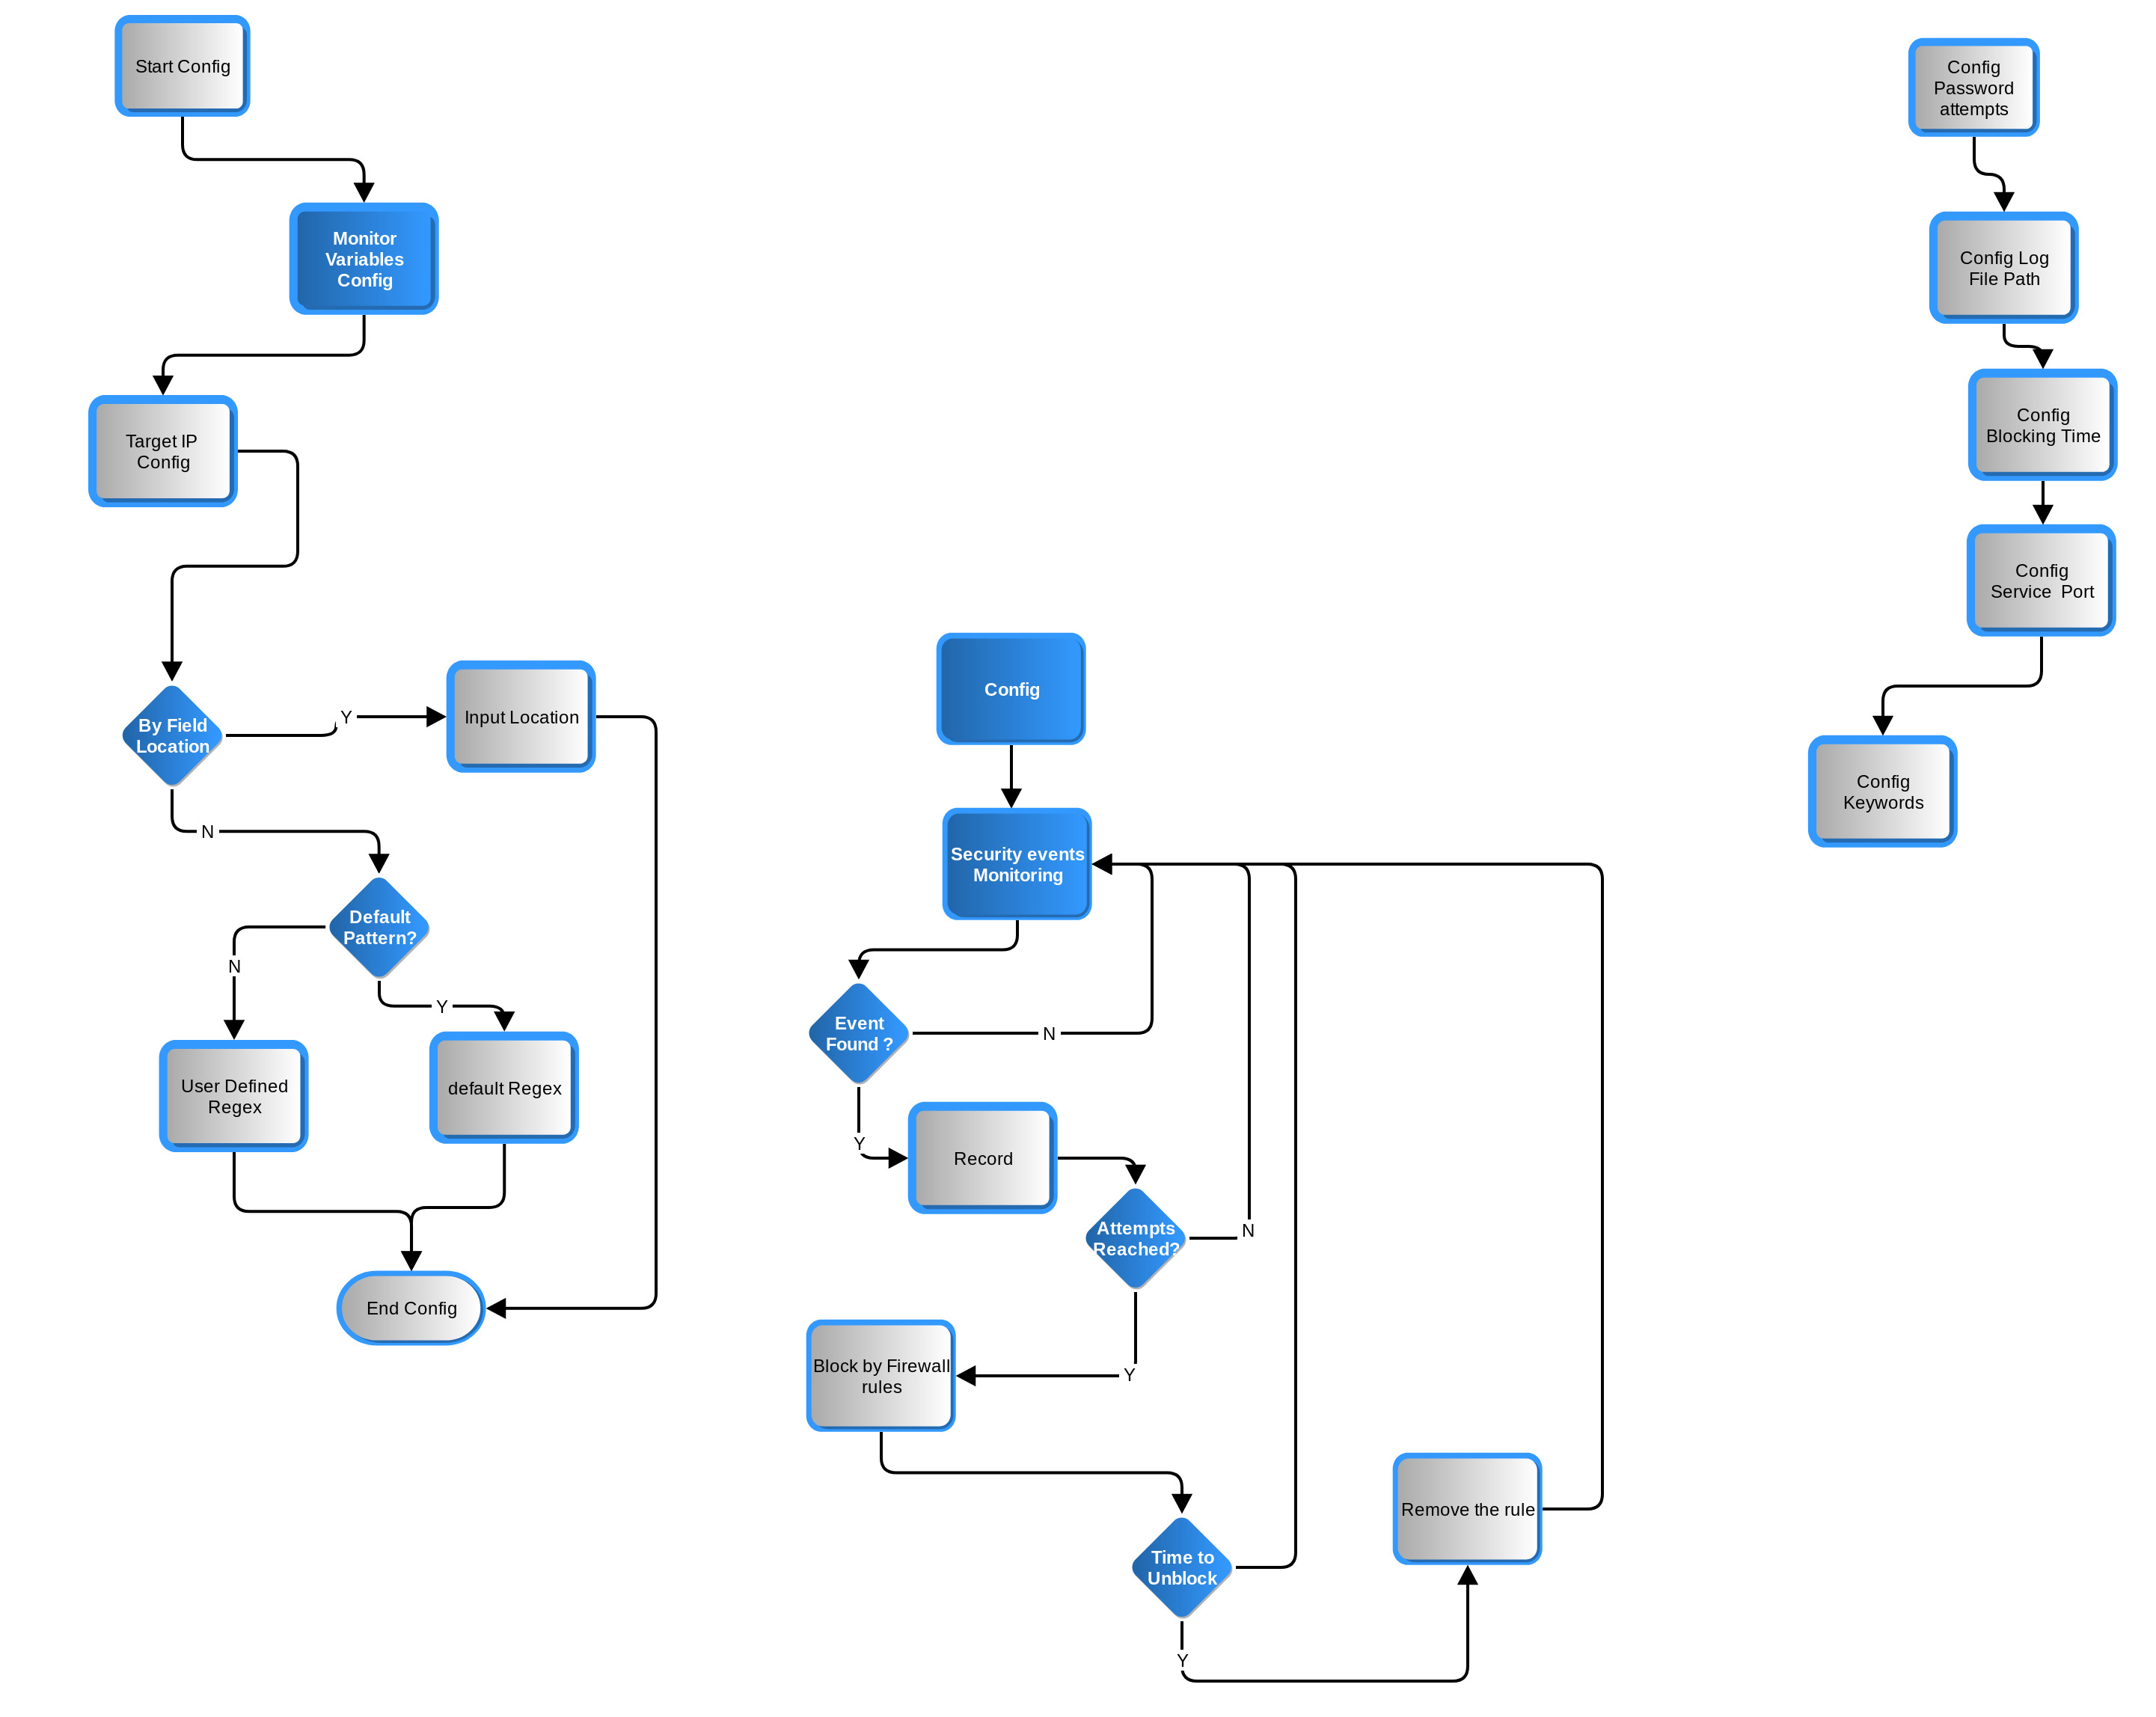 Start Config
Monitor
Variables
Config
Target IP
Config
By Field
Location
Y
Input Location
N
Default
Pattern?
N
Y
User Defined
Regex
default Regex
End Config
Config
Security events
Monitoring
Event
Found ?
N
Y
Record
Attempts
Reached?
N
Y
Block by Firewall
rules
Time to
Unblock
Y
Remove the rule
Config
Password
attempts
Config Log
File Path
Config
Blocking Time
Config
Service  Port
Config
Keywords